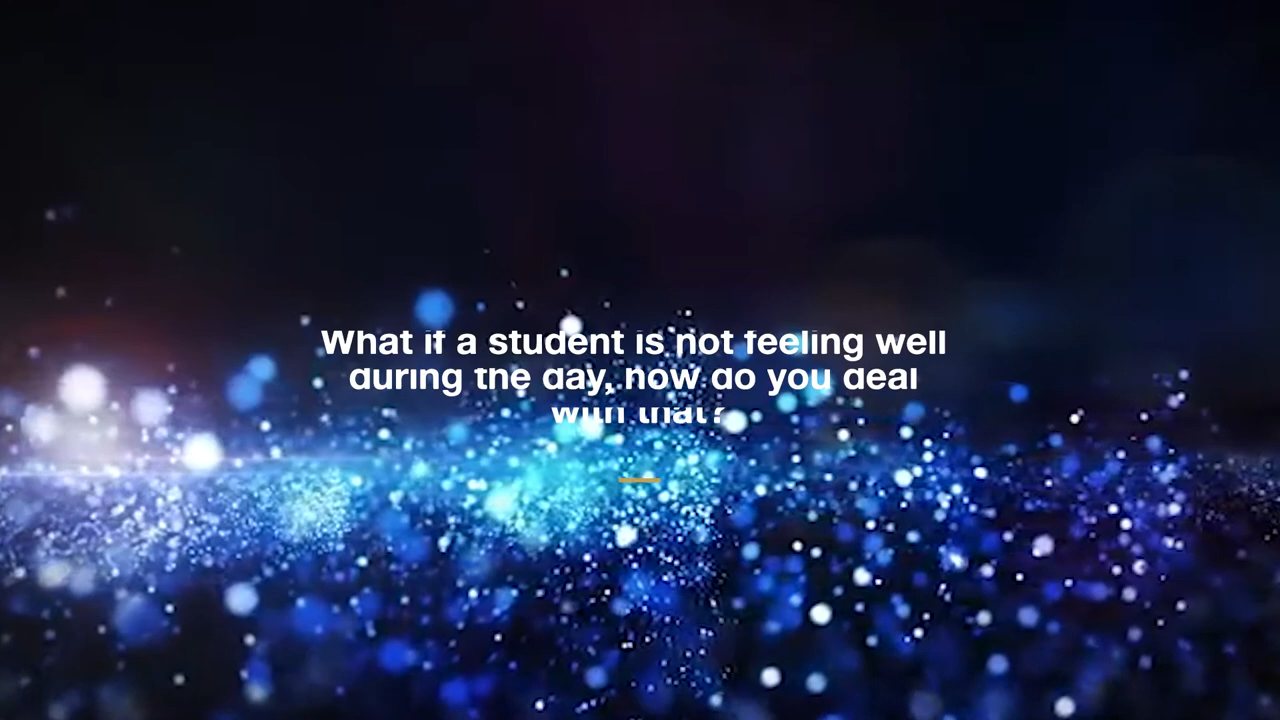 What if a student is not feeling well
during the day, how do you deal
with that?